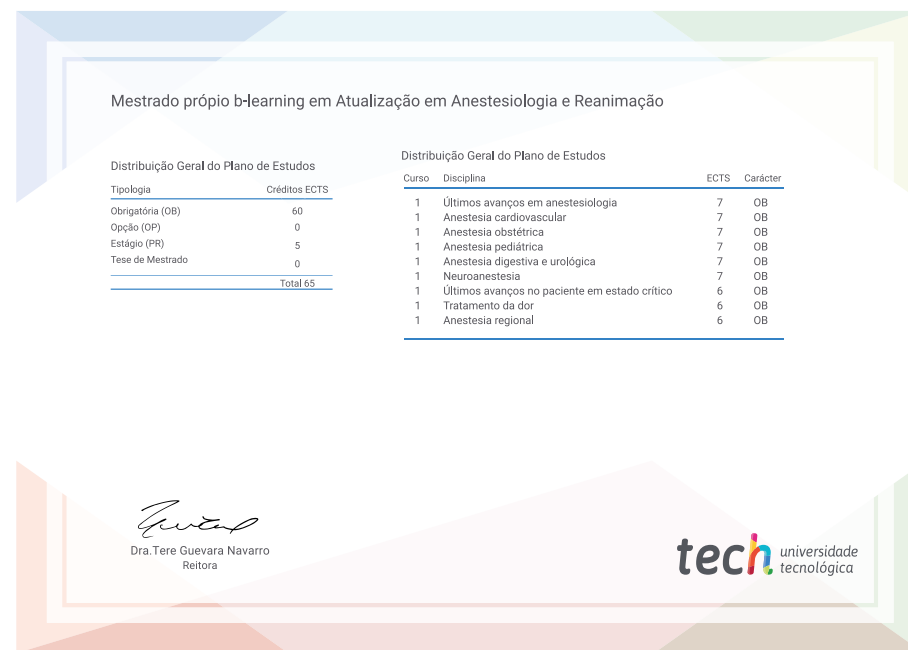 Mestrado própio b-learning em Atualização em Anestesiologia e Reanimação
Distribuição Geral do Plano de Estudos
Tipologia Créditos ECTS
Obrigatória (OB) 60
Opção (OP) 0
Estágio (PR) 5
Tese de Mestrado 0
Total 65
Distribuição Geral do Plano de Estudos
Curso Disciplina ECTS Carácter
1 Últimos avanços em anestesiologia 7 OB
1 Anestesia cardiovascular 7 OB
1 Anestesia obstétrica 7 OB
1 Anestesia pediátrica 7 OB
1 Anestesia digestiva e urológica 7 OB
1 Neuroanestesia 7 OB
1 Últimos avanços no paciente em estado crítico 6 OB
1 Tratamento da dor 6 OB
1 Anestesia regional 6 OB
Dra.Tere Guevara Navarro
Reitora
tech universidade
tecnológica